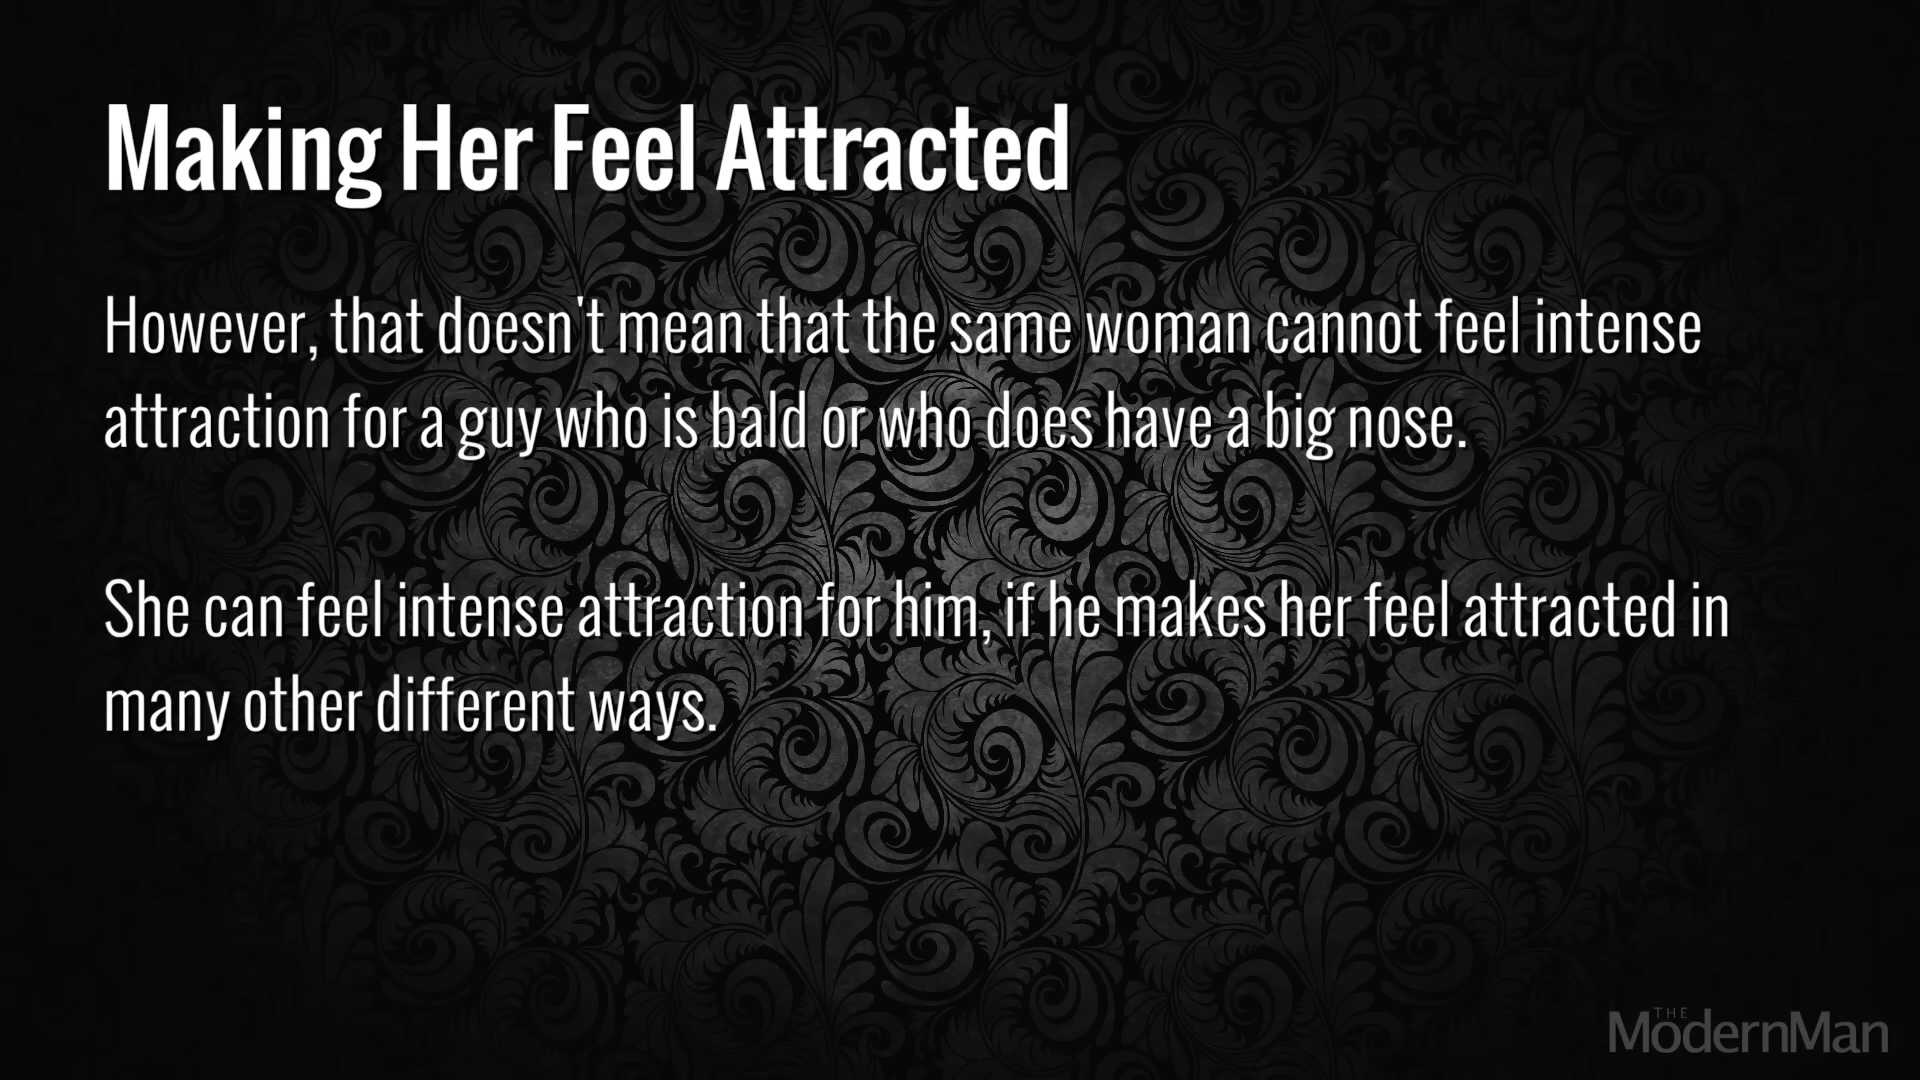 Making Her Feel Attracted
However, that doesn't mean that the same woman cannot feel intense
attraction for a guy who is bald or who does have a big nose.
She can feel intense attraction for him, if he makes her feel attracted in
many other different ways.
THE
ModernMan